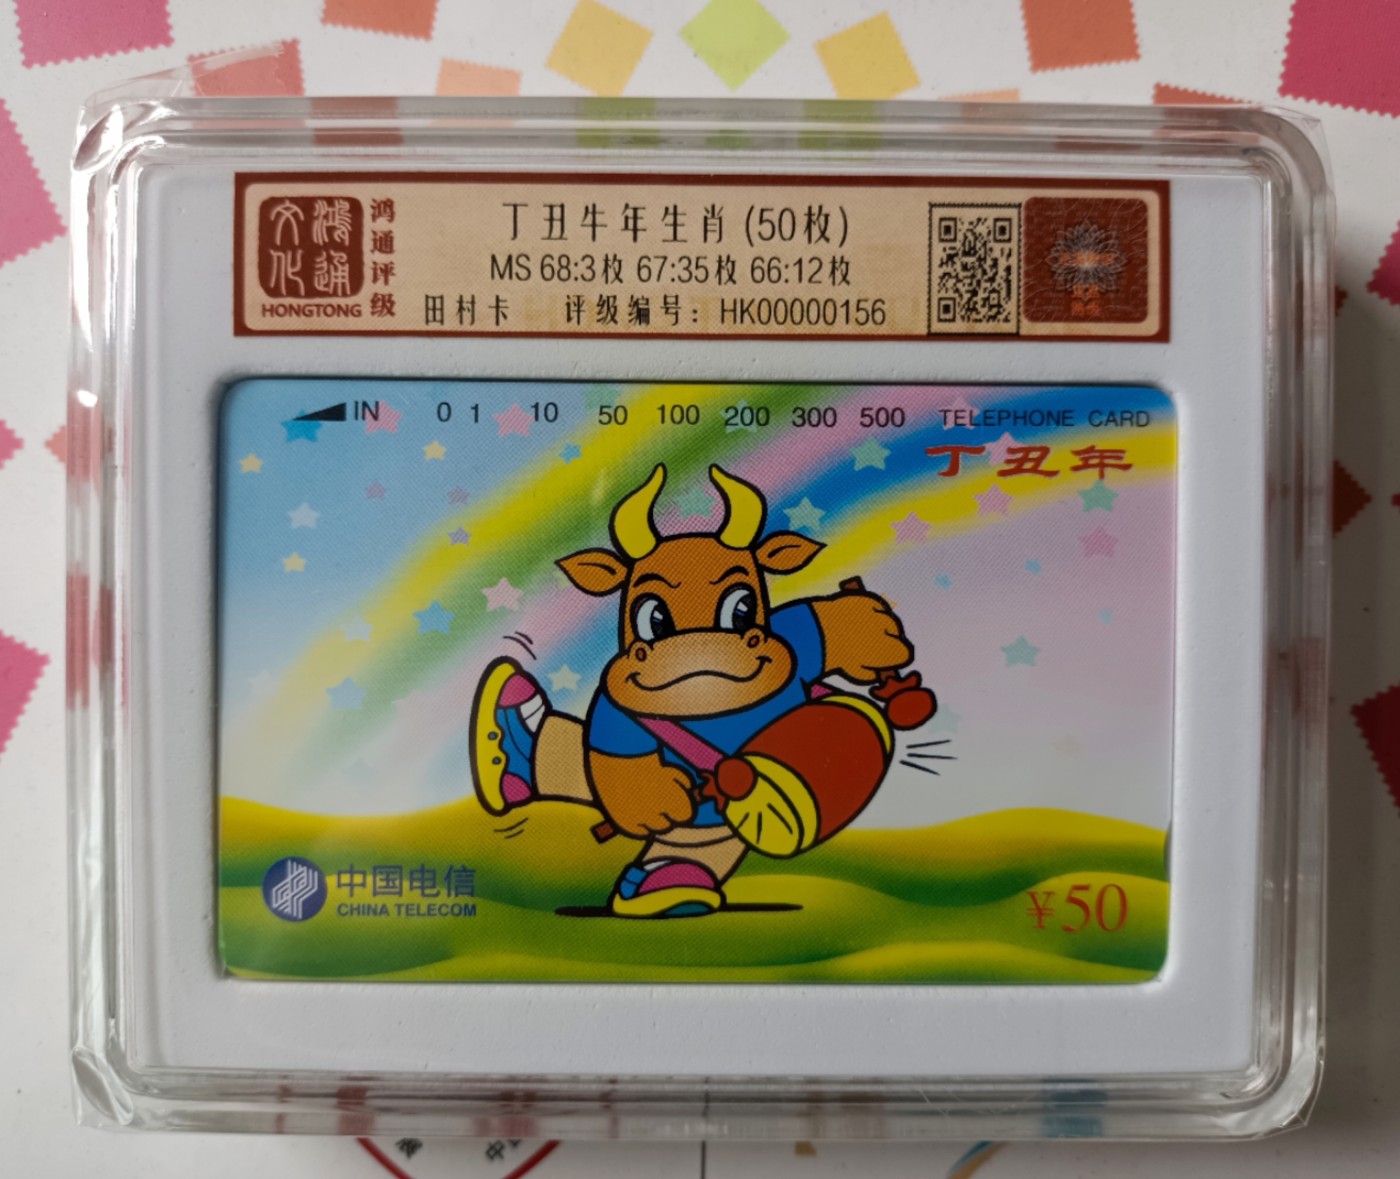 鸿通文化
HONGTONG
鸿通评级
丁丑牛年生肖(50枚)
MS 68:3枚 67:35枚 66:12枚
田村卡 评级编号：HK00000156
IN 0 1 10 50 100 200 300 500 TELEPHONE CARD
丁丑年
中国电信
CHINA TELECOM
¥50